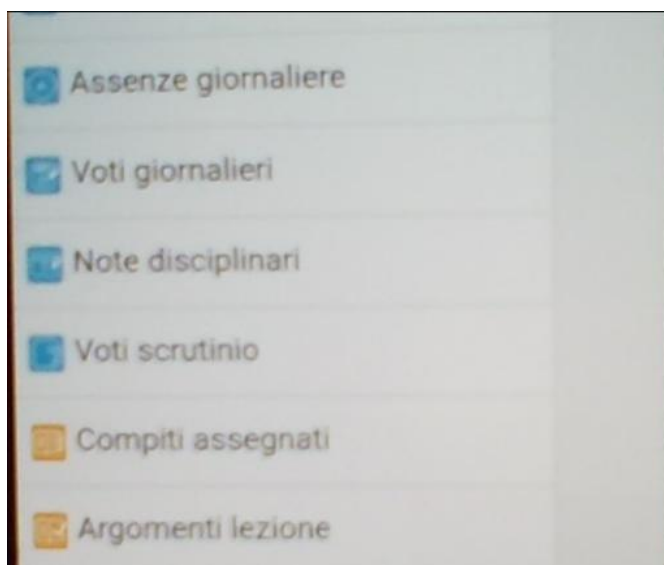 Assenze giornaliere
Voti giornalieri
Note disciplinari
Voti scrutinio
Compiti assegnati
Argomenti lezione